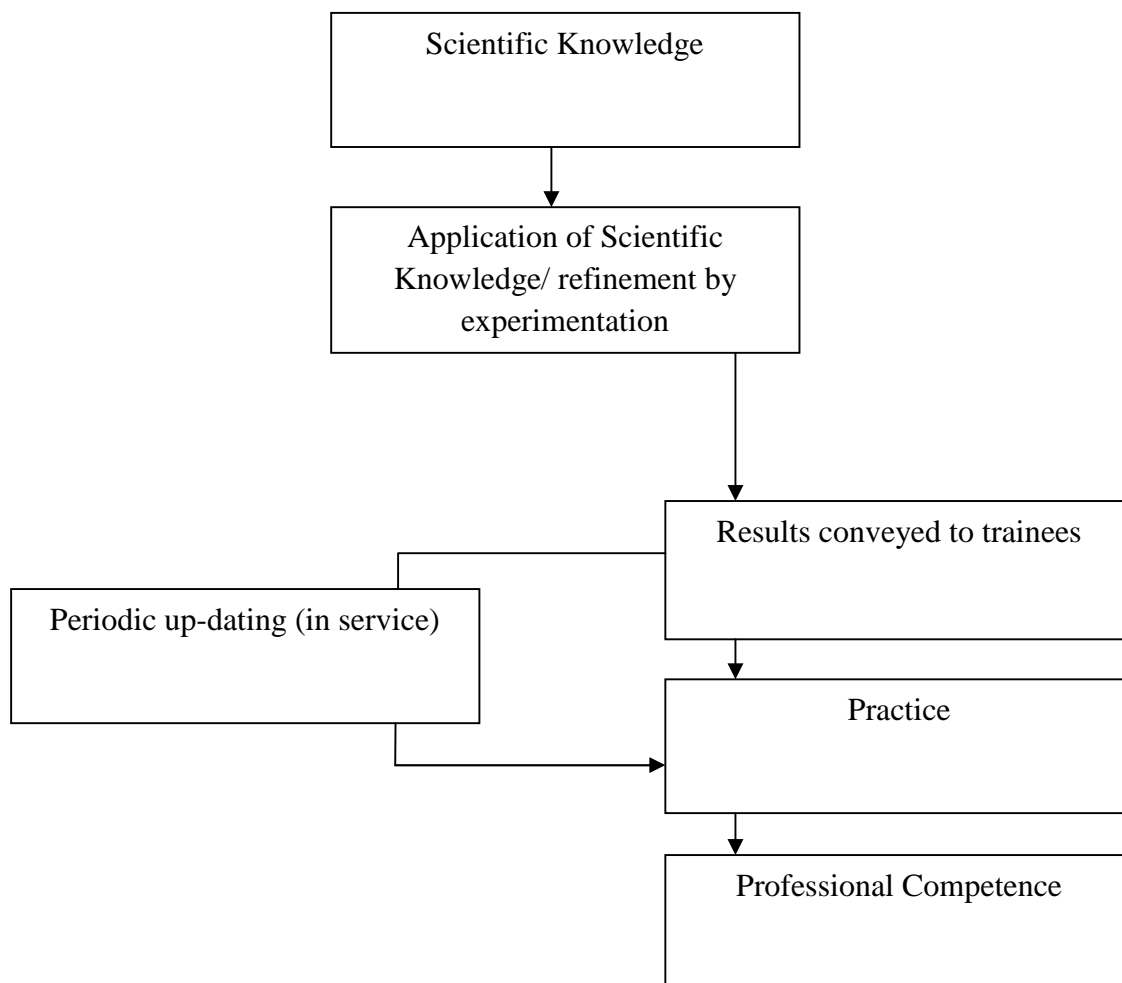 Scientific Knowledge
Application of Scientific
Knowledge/ refinement by
experimentation
Results conveyed to trainees
Periodic up-dating (in service)
Practice
Professional Competence